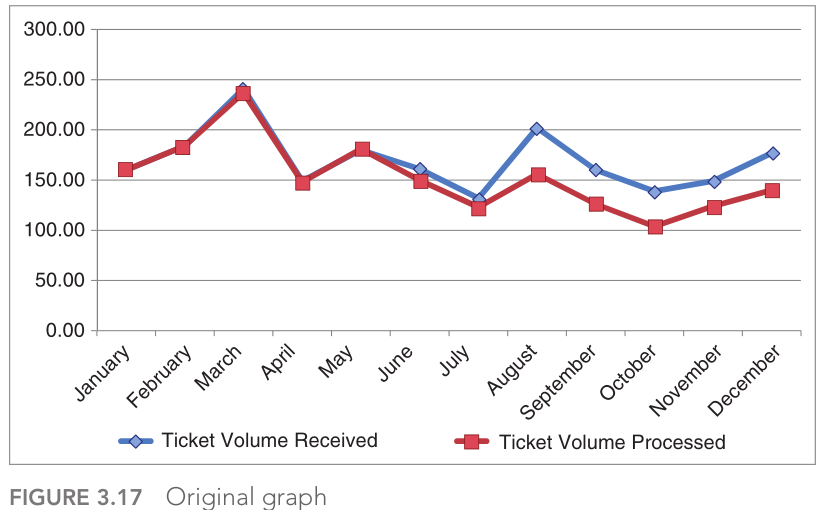 300.00
250.00
200.00
150.00
100.00
50.00
0.00
January February March April May June July August September October November December
Ticket Volume Received Ticket Volume Processed
FIGURE 3.17 Original graph